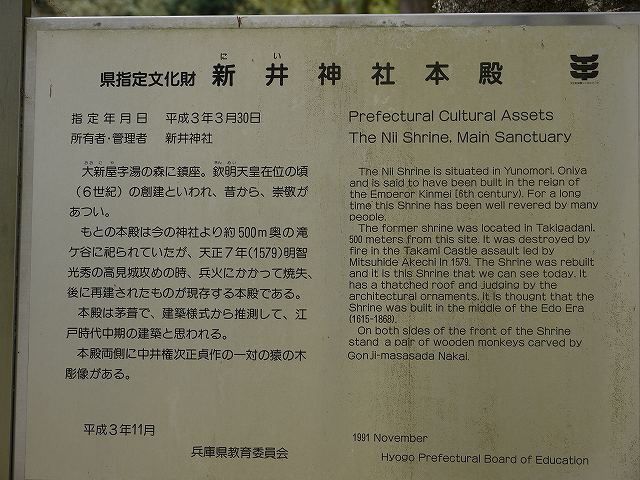 にい
県指定文化財 新井神社本殿
指定年月日 平成3年3月30日
所有者・管理者 新井神社
おおにや きんめい
大新屋字湯の森に鎮座。欽明天皇在位の頃
(6世紀)の創建といわれ、昔から、崇敬が
あつい。
もとの本殿は今の神社より約500m奥の滝
ケ谷に祀られていたが、天正7年(1579)明智
光秀の高見城攻めの時、兵火にかかって焼失、
後に再建されたものが現存する本殿である。
本殿は茅葺で、建築様式から推測して、江
戸時代中期の建築と思われる。
本殿両側に中井権次正貞作の一対の猿の木
彫像がある。
平成3年11月
兵庫県教育委員会
Prefectural Cultural Assets
The Nii Shrine, Main Sanctuary
The Nii Shrine is situated in Yunomori, Oniya
and is said to have been built in the reign of
the Emperor Kinmei (6th century). For a long
time this Shrine has been well revered by many
people.
The former shrine was located in Takigadani,
500 meters from this site. It was destroyed by
fire in the Takami Castle assault led by
Mitsuhide Akechi in 1579. The Shrine was rebuilt
and it is this Shrine that we can see today. It
has a thatched roof and judging by the
architectural ornaments, it is thougnt that the
Shrine was built in the middle of the Edo Era
(1615-1868).
On both sides of the front of the Shrine
stand a pair of wooden monkeys carved by
Gonji-masasada Nakai.
1991 November
Hyogo Prefectural Board of Education